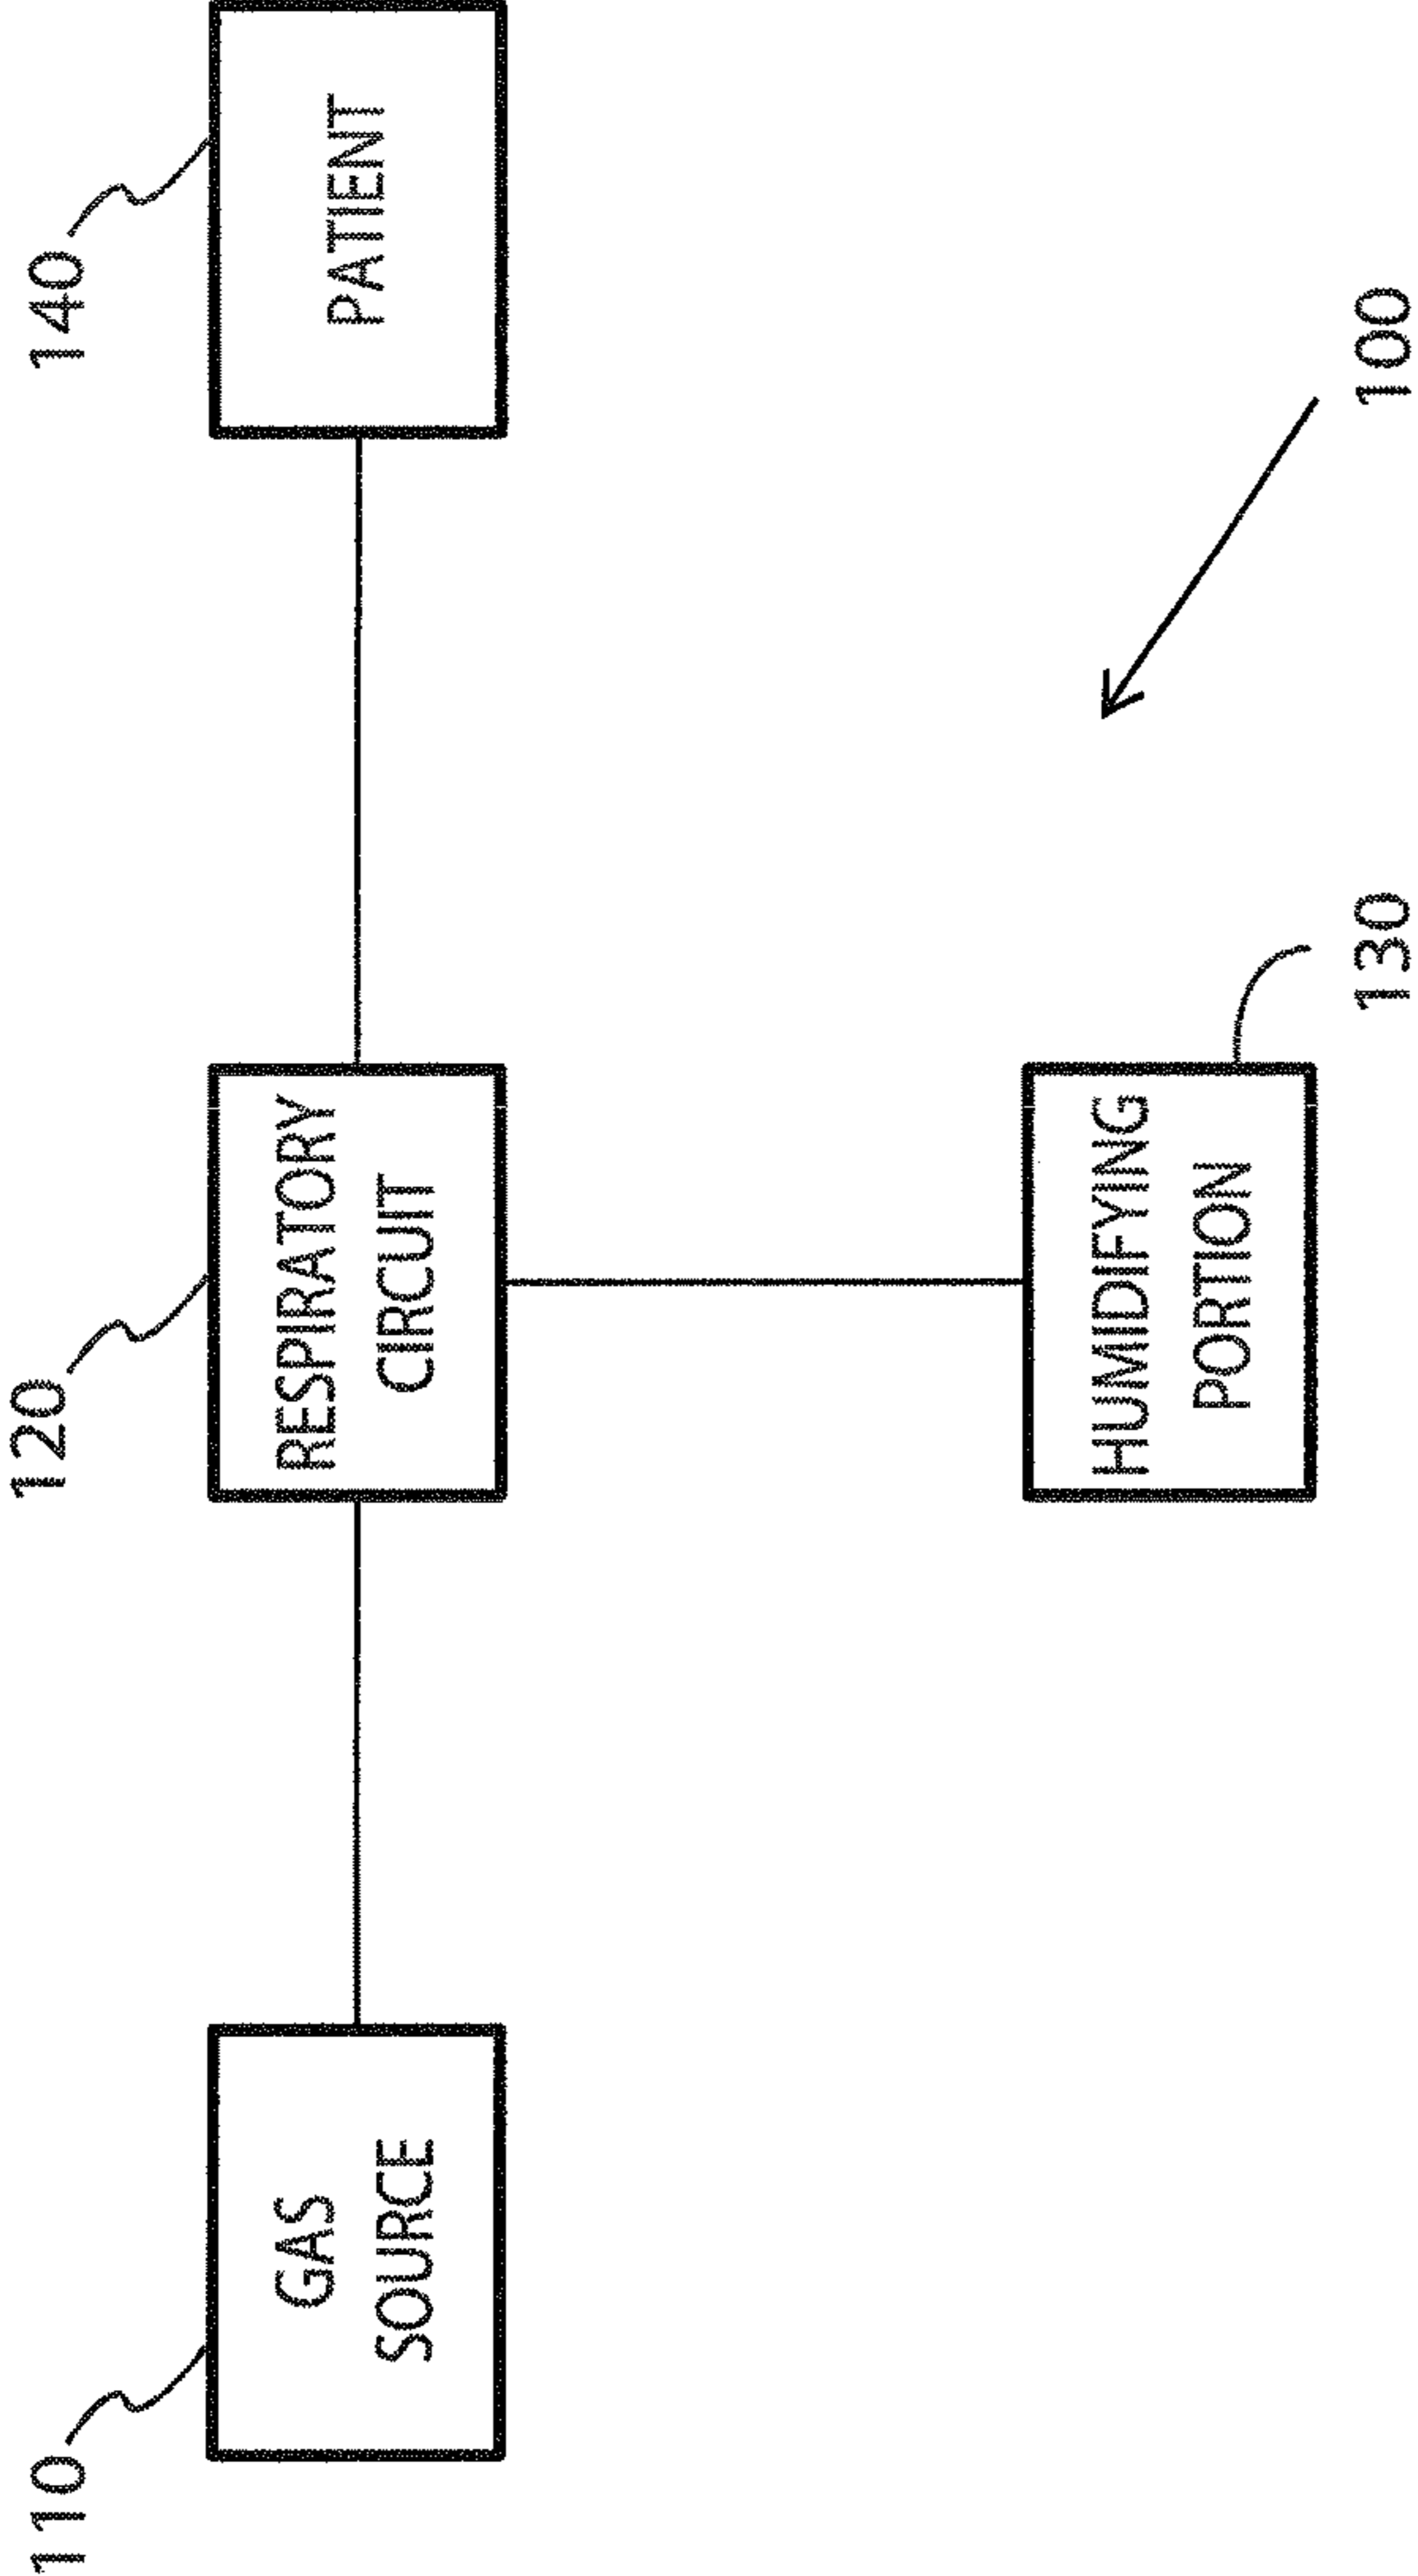 110
120
140
GAS
SOURCE
RESPIRATORY
CIRCUIT
PATIENT
HUMIDIFYING
PORTION
130
100